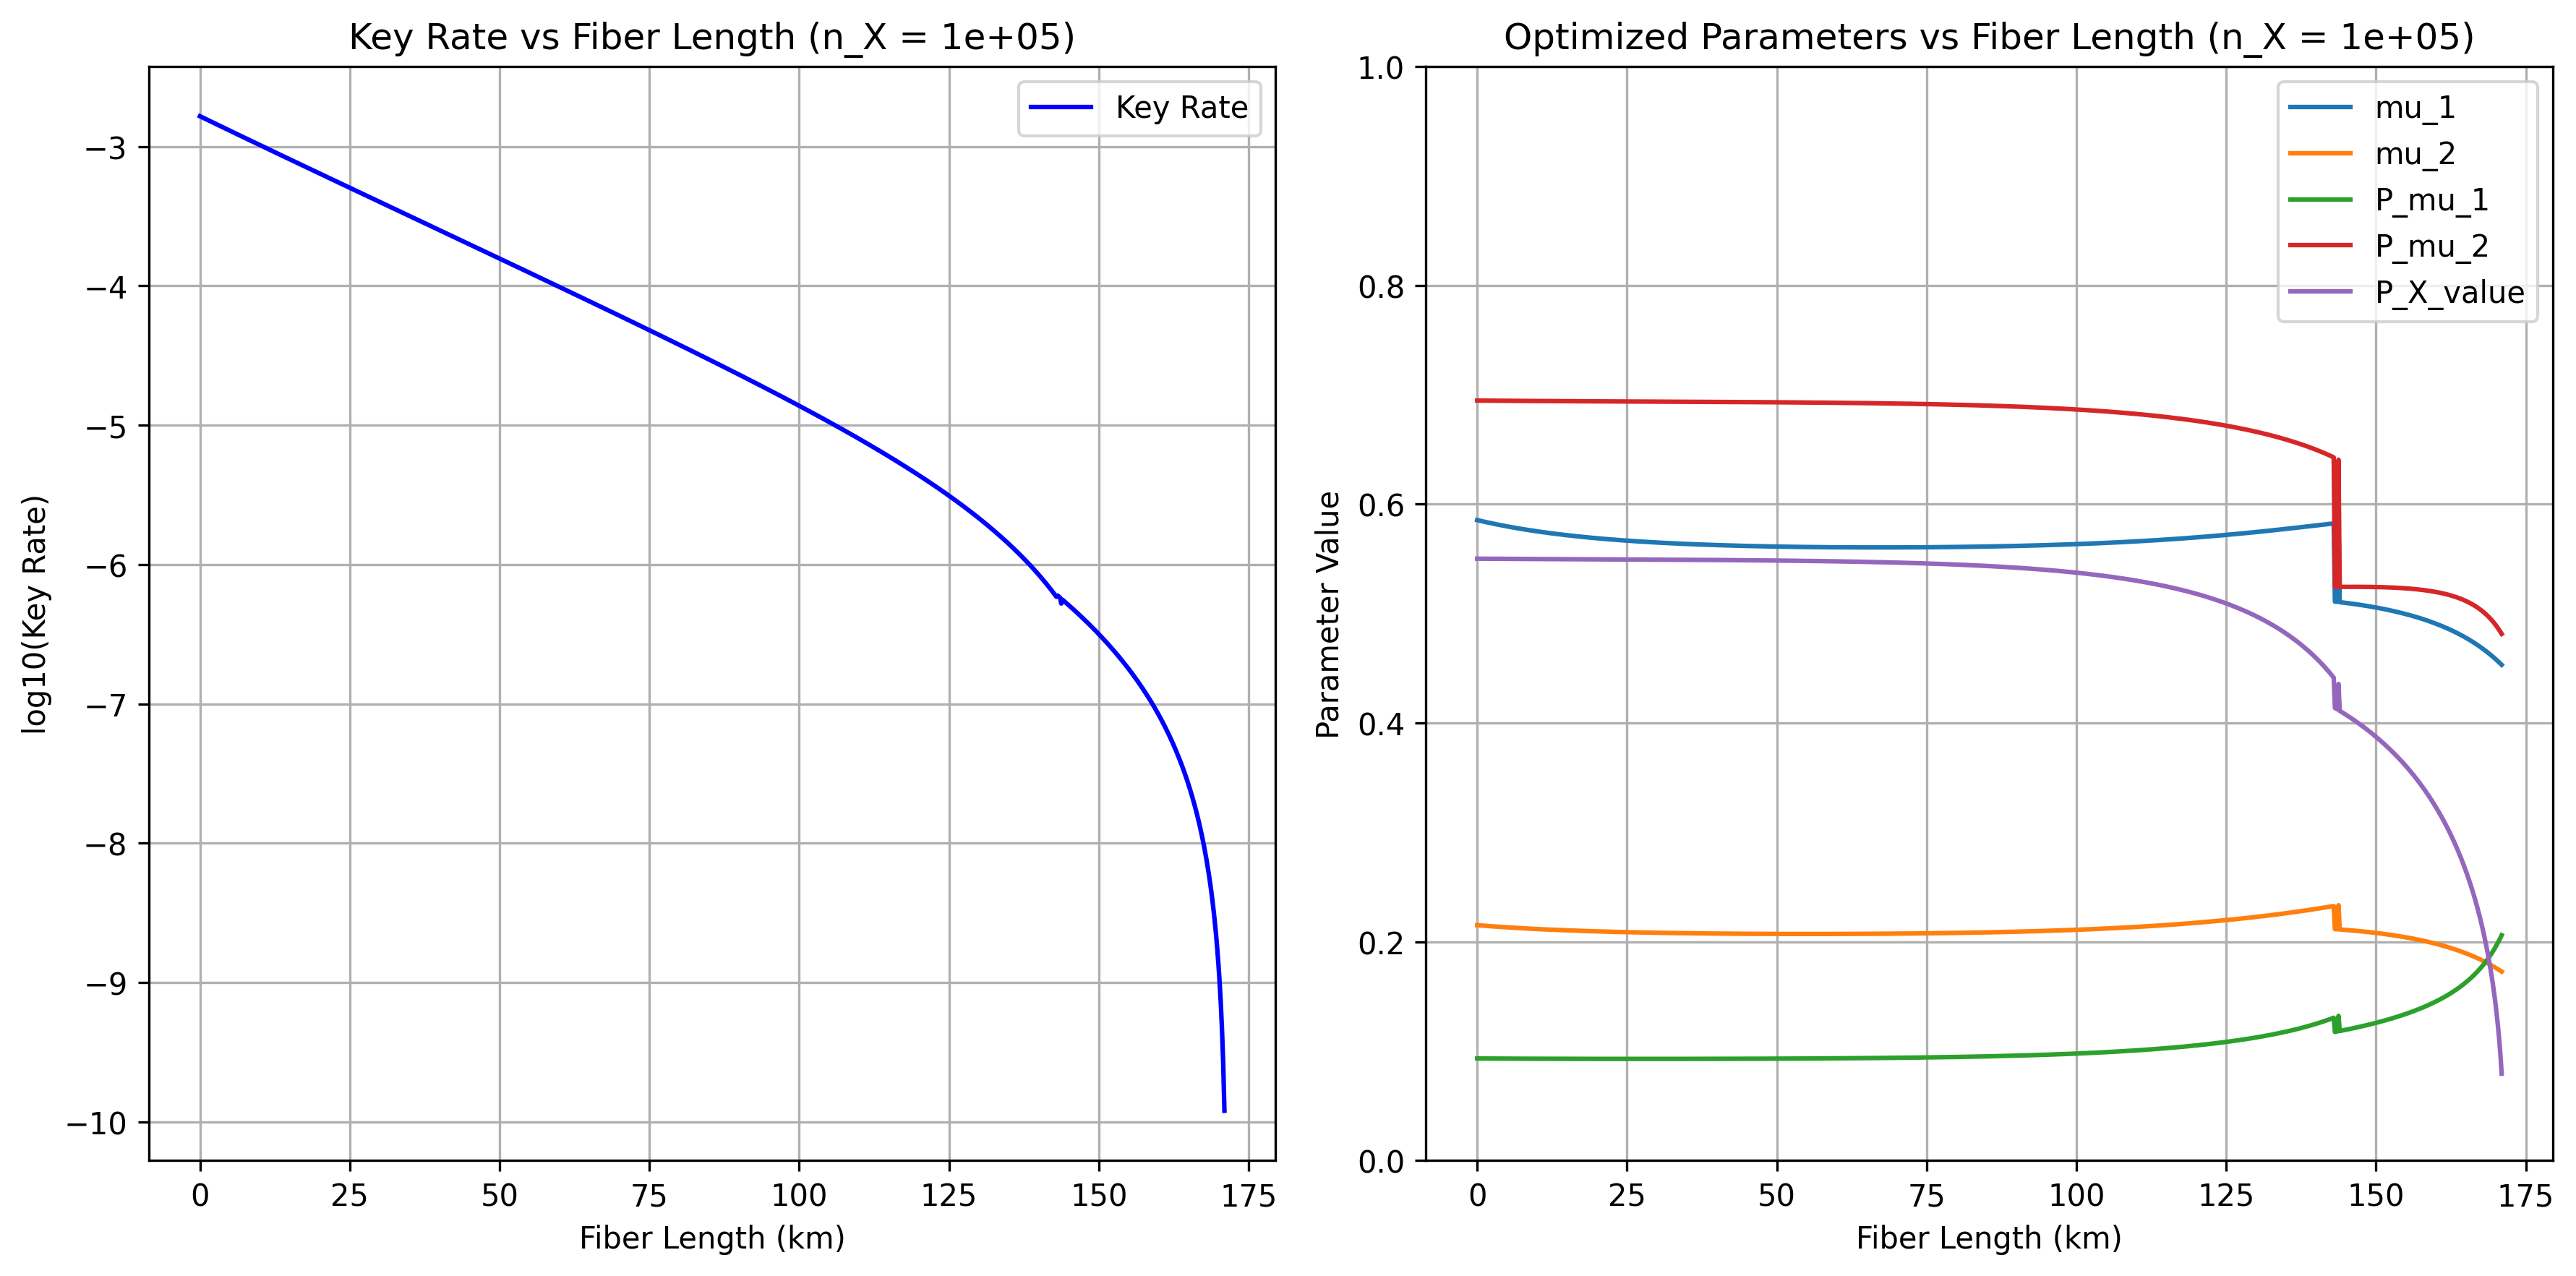 Key Rate vs Fiber Length (n_X = 1e+05)
Key Rate
log10(Key Rate)
−3
−4
−5
−6
−7
−8
−9
−10
0 25 50 75 100 125 150 175
Fiber Length (km)
Optimized Parameters vs Fiber Length (n_X = 1e+05)
mu_1
mu_2
P_mu_1
P_mu_2
P_X_value
Parameter Value
1.0
0.8
0.6
0.4
0.2
0.0
0 25 50 75 100 125 150 175
Fiber Length (km)